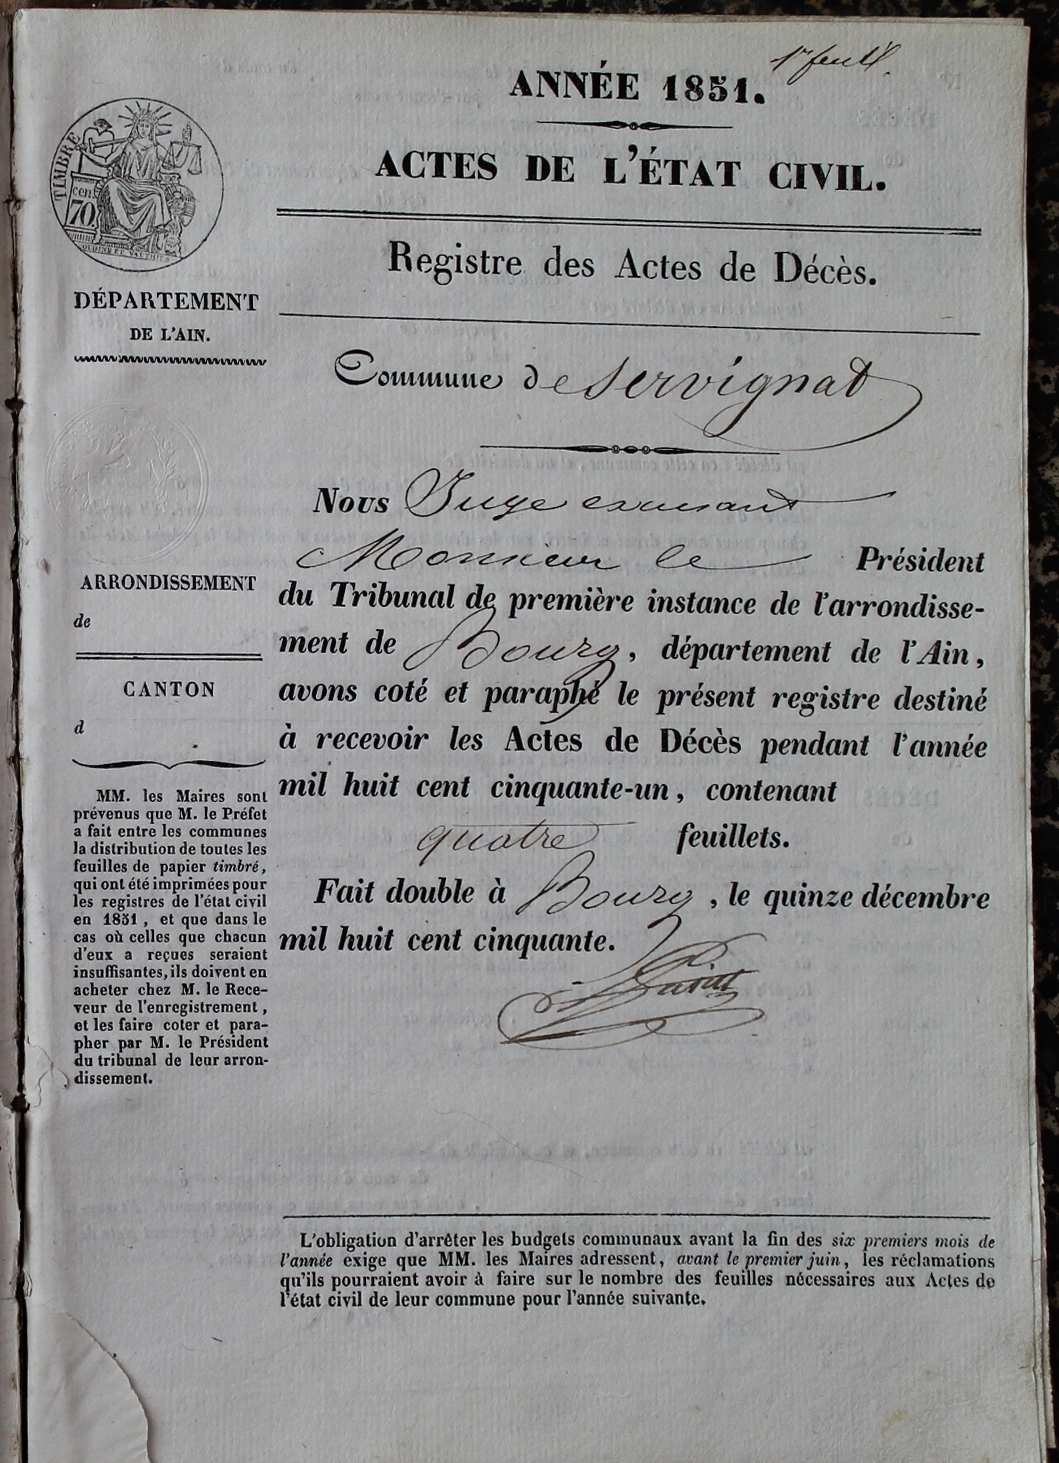 1er feuill.
ANNÉE 1851.
ACTES DE L'ÉTAT CIVIL.
TIMBRE
cen.
70
Registre des Actes de Décès.
DÉPARTEMENT
DE L'AIN.
Commune de Servignat
Nous Juge excusant
Monsieur le Président
du Tribunal de première instance de l'arrondisse-
ment de Bourg, département de l'Ain,
avons coté et paraphé le présent registre destiné
à recevoir les Actes de Décès pendant l'année
mil huit cent cinquante-un, contenant
quatre feuillets.
Fait double à Bourg, le quinze décembre
mil huit cent cinquante.
ARRONDISSEMENT
de
CANTON
d
MM. les Maires sont
prévenus que M. le Préfet
a fait entre les communes
la distribution de toutes les
feuilles de papier timbré,
qui ont été imprimées pour
les registres de l'état civil
en 1851, et que dans le
cas où celles que chacun
d'eux a reçues seraient
insuffisantes, ils doivent en
acheter chez M. le Rece-
veur de l'enregistrement,
et les faire coter et para-
pher par M. le Président
du tribunal de leur arron-
dissement.
L'obligation d'arrêter les budgets communaux avant la fin des six premiers mois de
l'année exige que MM. les Maires adressent, avant le premier juin, les réclamations
qu'ils pourraient avoir à faire sur le nombre des feuilles nécessaires aux Actes de
l'état civil de leur commune pour l'année suivante.